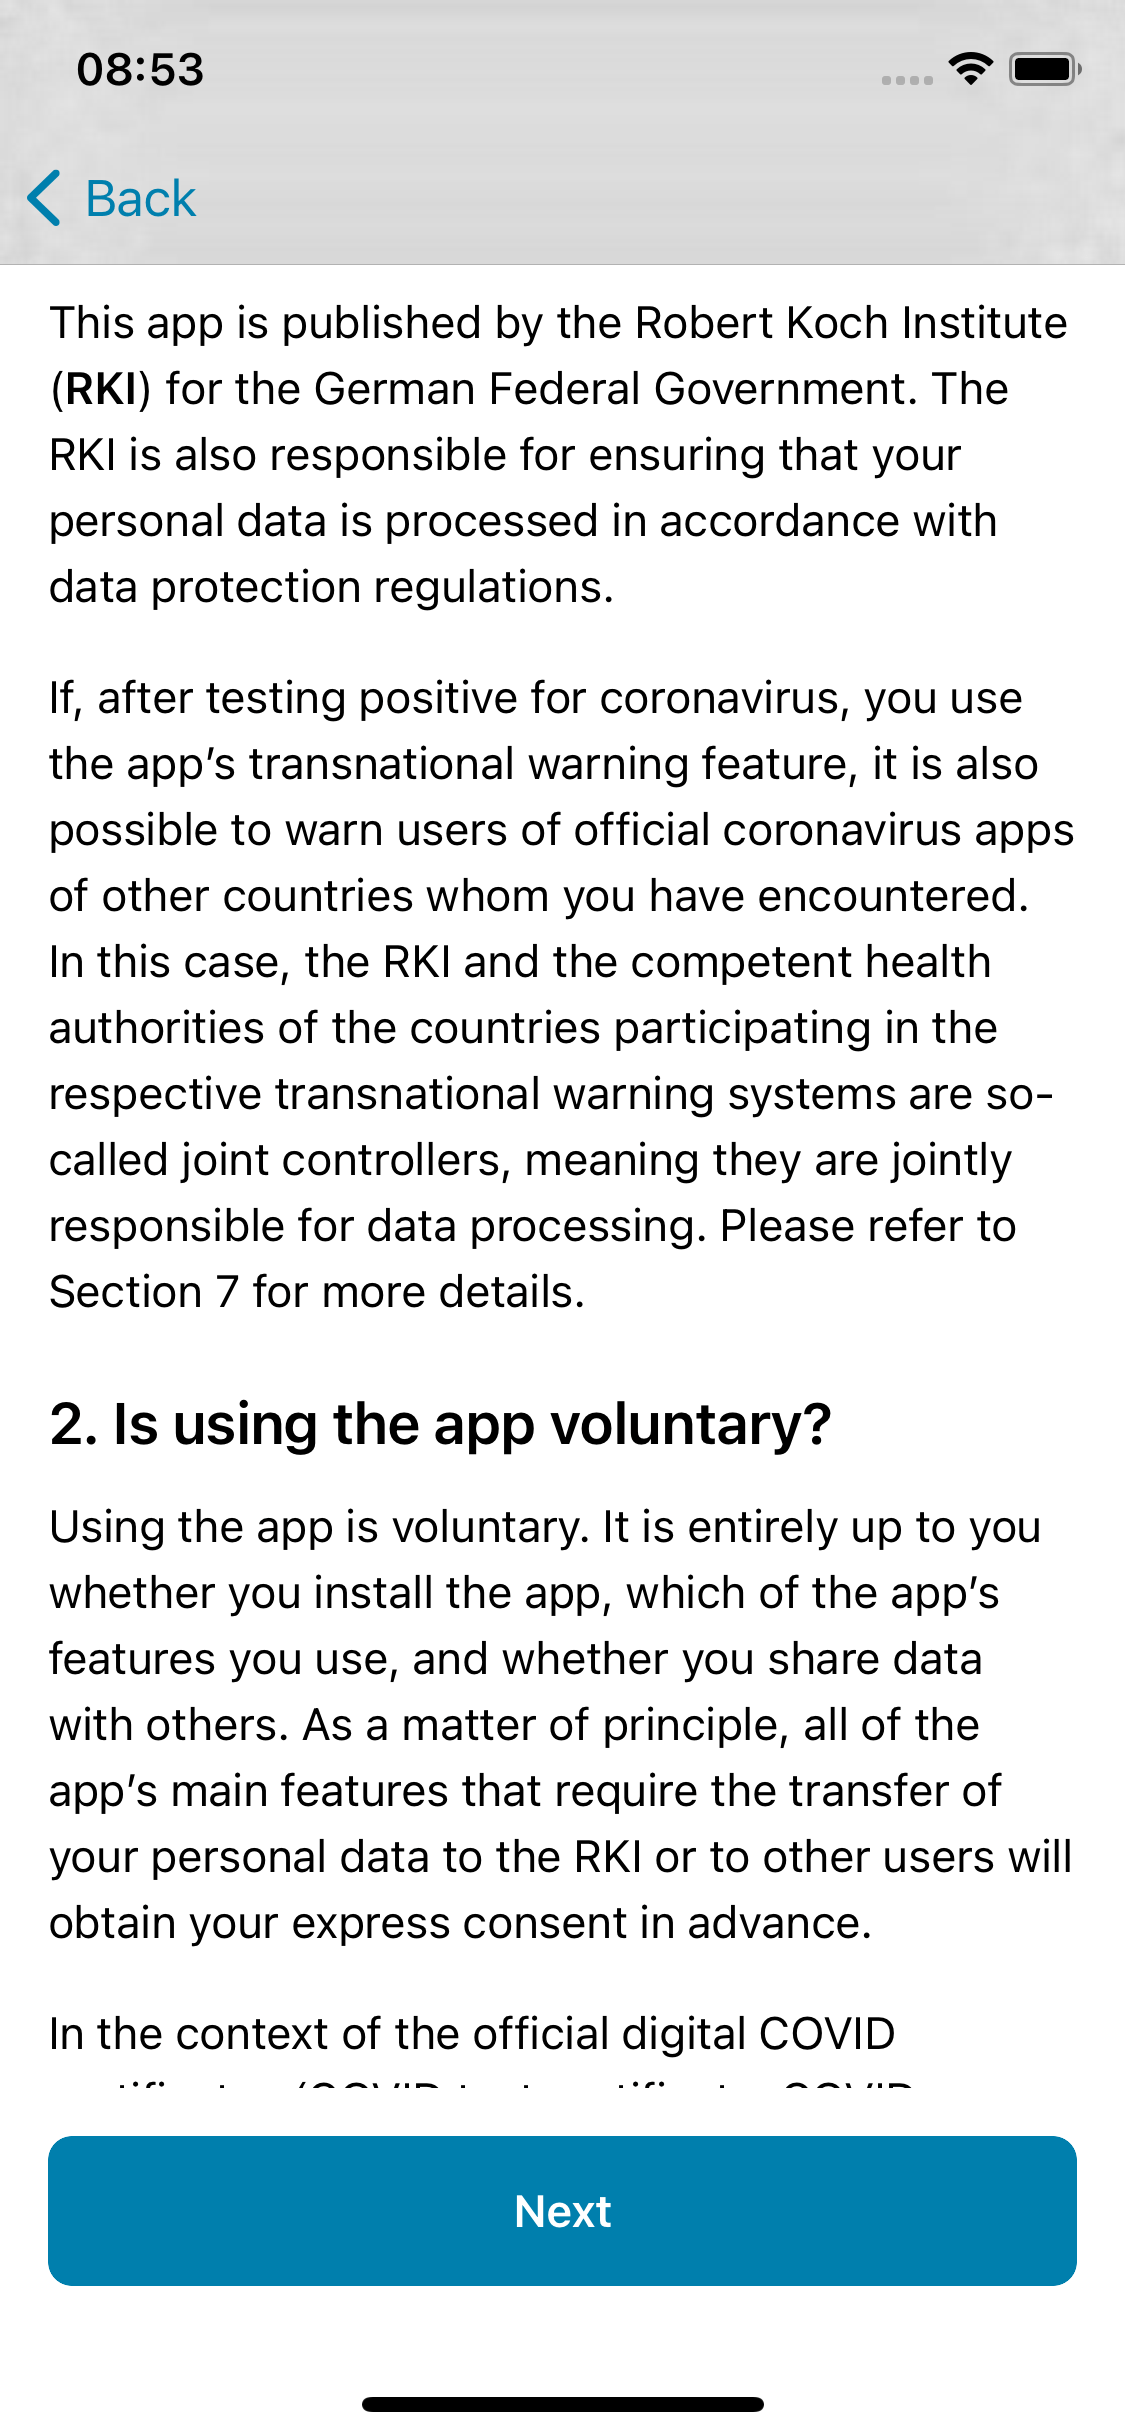 08:53
Back
This app is published by the Robert Koch Institute
(RKI) for the German Federal Government. The
RKI is also responsible for ensuring that your
personal data is processed in accordance with
data protection regulations.
If, after testing positive for coronavirus, you use
the app’s transnational warning feature, it is also
possible to warn users of official coronavirus apps
of other countries whom you have encountered.
In this case, the RKI and the competent health
authorities of the countries participating in the
respective transnational warning systems are so-
called joint controllers, meaning they are jointly
responsible for data processing. Please refer to
Section 7 for more details.
2. Is using the app voluntary?
Using the app is voluntary. It is entirely up to you
whether you install the app, which of the app’s
features you use, and whether you share data
with others. As a matter of principle, all of the
app’s main features that require the transfer of
your personal data to the RKI or to other users will
obtain your express consent in advance.
In the context of the official digital COVID
Next